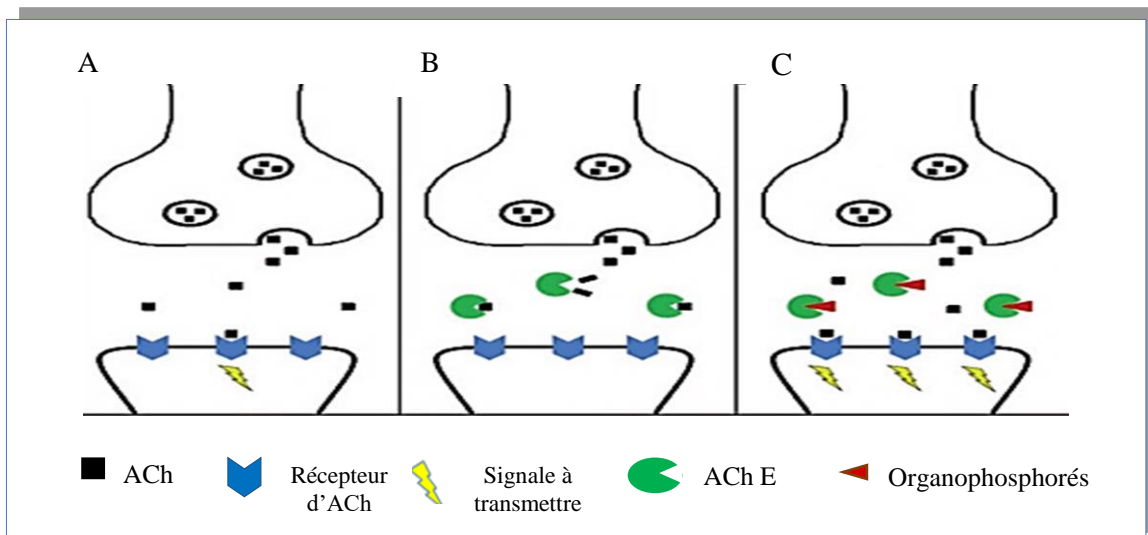 A B C
ACh
Récepteur
d’ACh
Signale à
transmettre
ACh E
Organophosphorés